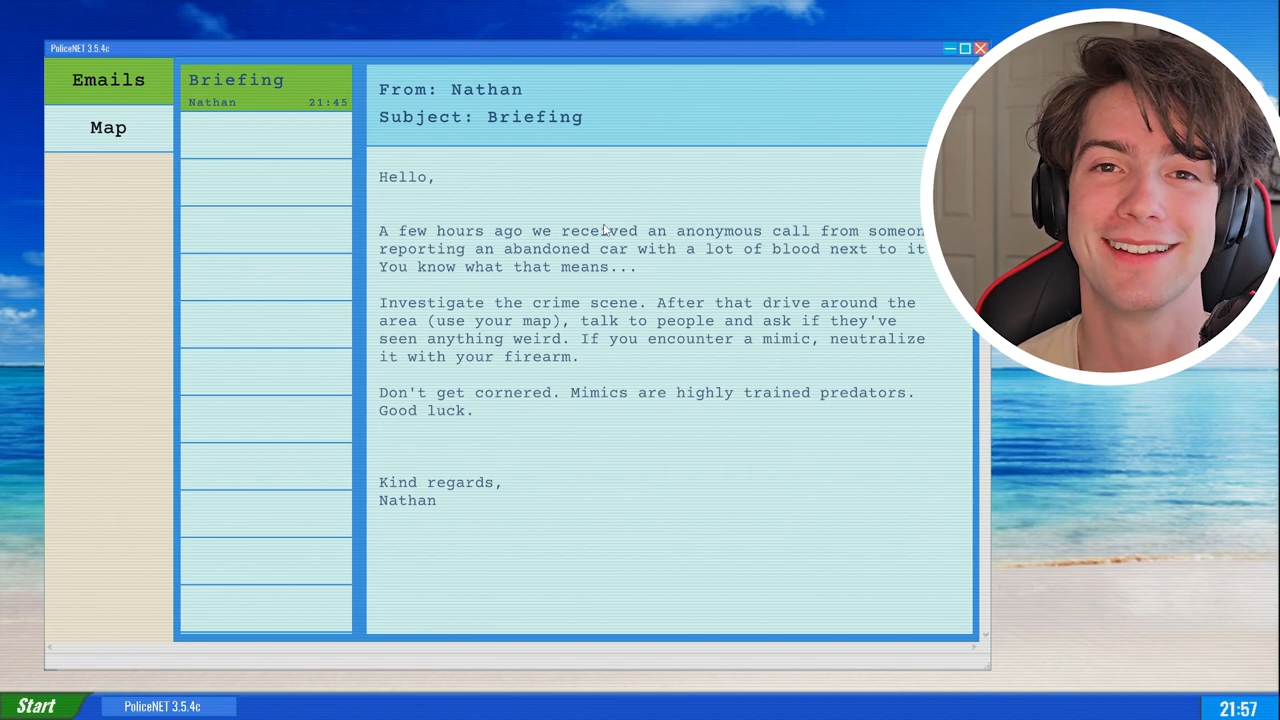 PoliceNET 3.5.4c
Emails
Map
Briefing
Nathan 21:45
From: Nathan
Subject: Briefing
Hello,
A few hours ago we received an anonymous call from someon
reporting an abandoned car with a lot of blood next to it
You know what that means...
Investigate the crime scene. After that drive around the
area (use your map), talk to people and ask if they've
seen anything weird. If you encounter a mimic, neutralize
it with your firearm.
Don't get cornered. Mimics are highly trained predators.
Good luck.
Kind regards,
Nathan
Start
PoliceNET 3.5.4c
21:57